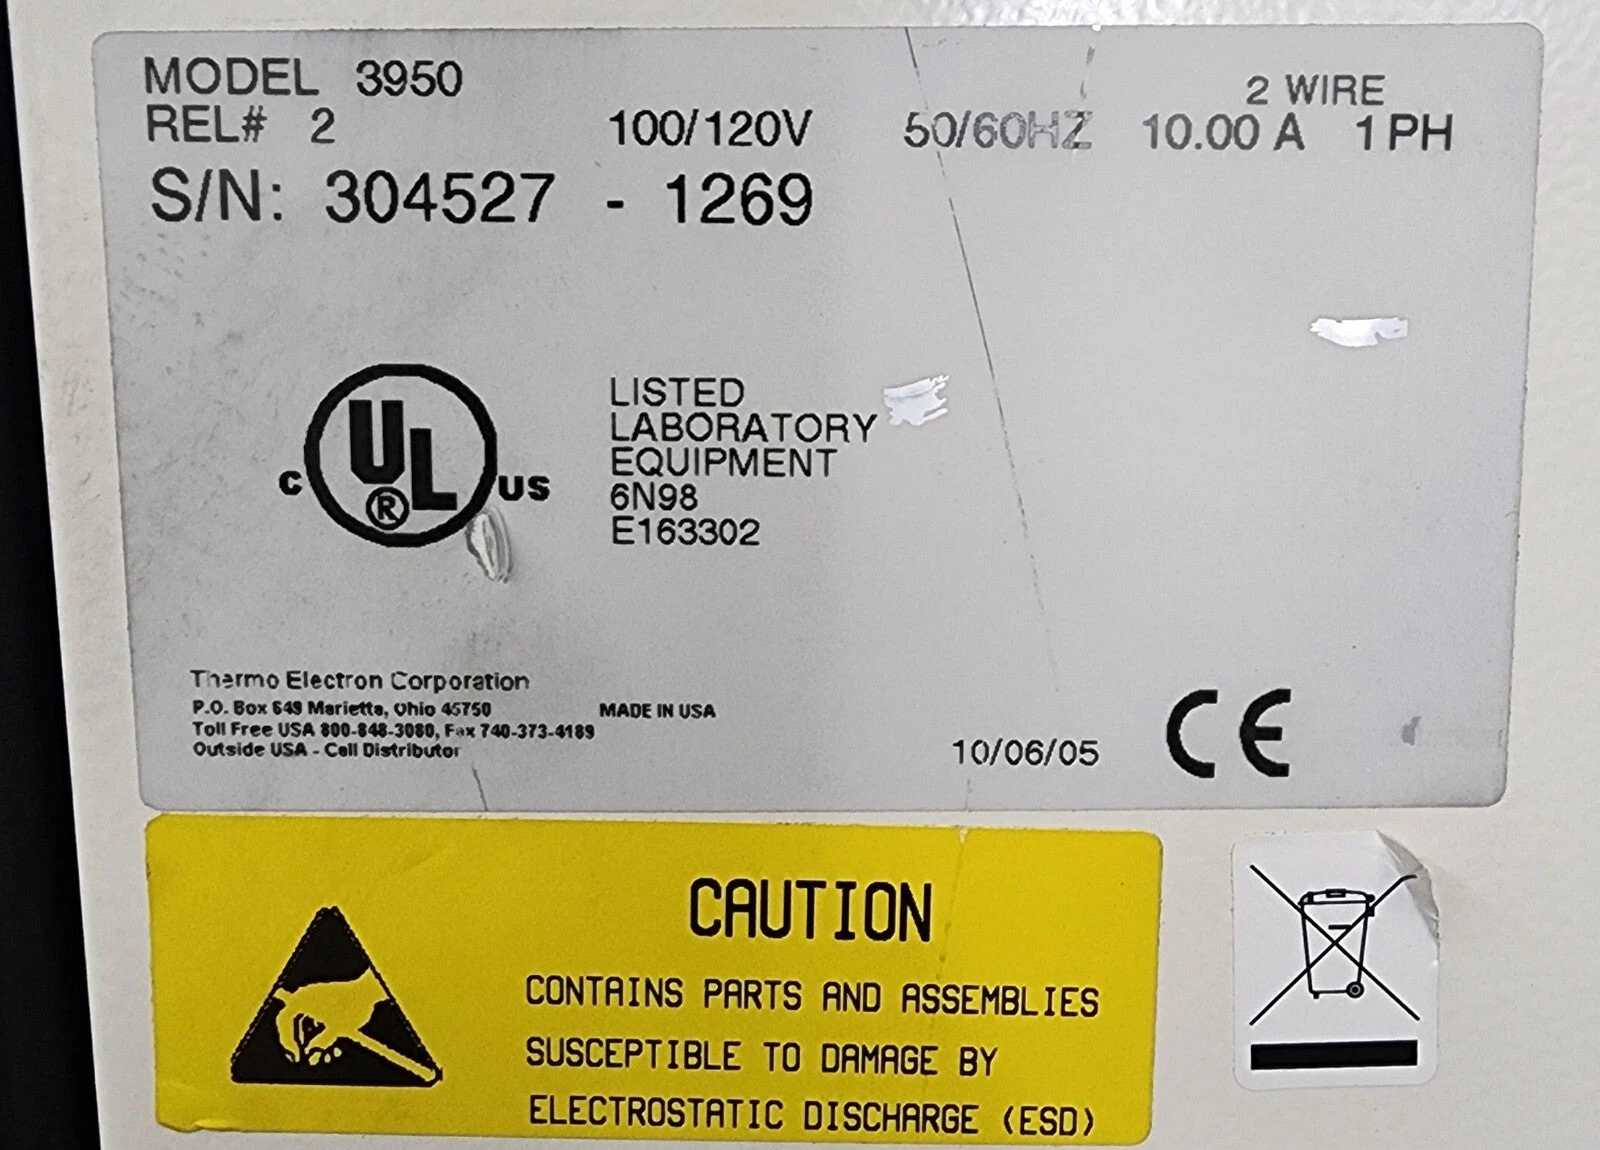 MODEL 3950
2 WIRE
REL# 2 100/120V 50/60HZ 10.00 A 1 PH
S/N: 304527 - 1269
C UL ® US
LISTED
LABORATORY
EQUIPMENT
6N98
E163302
Thermo Electron Corporation
P.O. Box 649 Marietta, Ohio 45750 MADE IN USA
Toll Free USA 800-848-3080, Fax 740-373-4189
Outside USA - Call Distributor
10/06/05 CE
CAUTION
CONTAINS PARTS AND ASSEMBLIES
SUSCEPTIBLE TO DAMAGE BY
ELECTROSTATIC DISCHARGE (ESD)